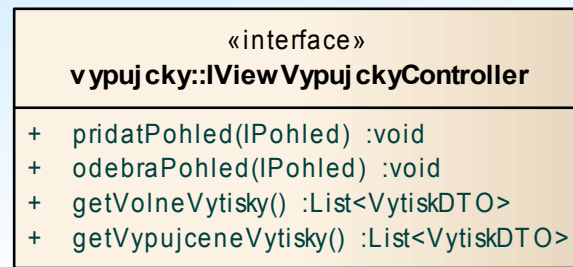 «interface»
vypujcky::IViewVypujckyController
+ pridatPohled(IPohled) :void
+ odebraPohled(IPohled) :void
+ getVolneVytisky() :List<VytiskDTO>
+ getVypujceneVytisky() :List<VytiskDTO>